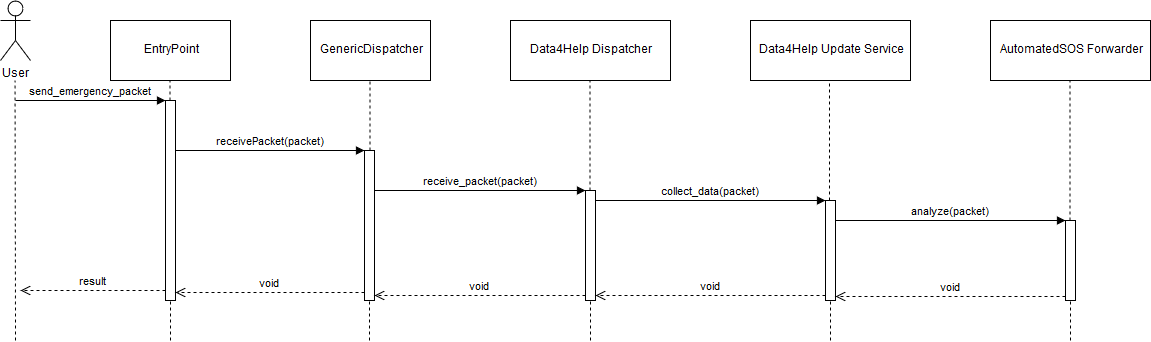 User
EntryPoint
GenericDispatcher
Data4Help Dispatcher
Data4Help Update Service
AutomatedSOS Forwarder
send_emergency_packet
receivePacket(packet)
receive_packet(packet)
collect_data(packet)
analyze(packet)
result
void
void
void
void